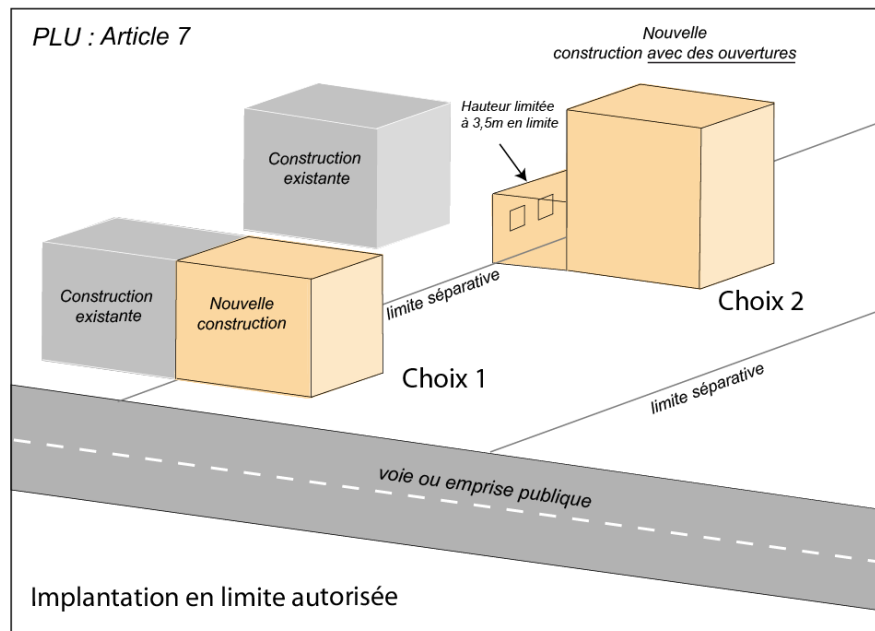 PLU : Article 7
Nouvelle
construction avec des ouvertures
Hauteur limitée
à 3,5m en limite
Construction
existante
Construction
existante
Nouvelle
construction
limite séparative
Choix 2
Choix 1
limite séparative
voie ou emprise publique
Implantation en limite autorisée